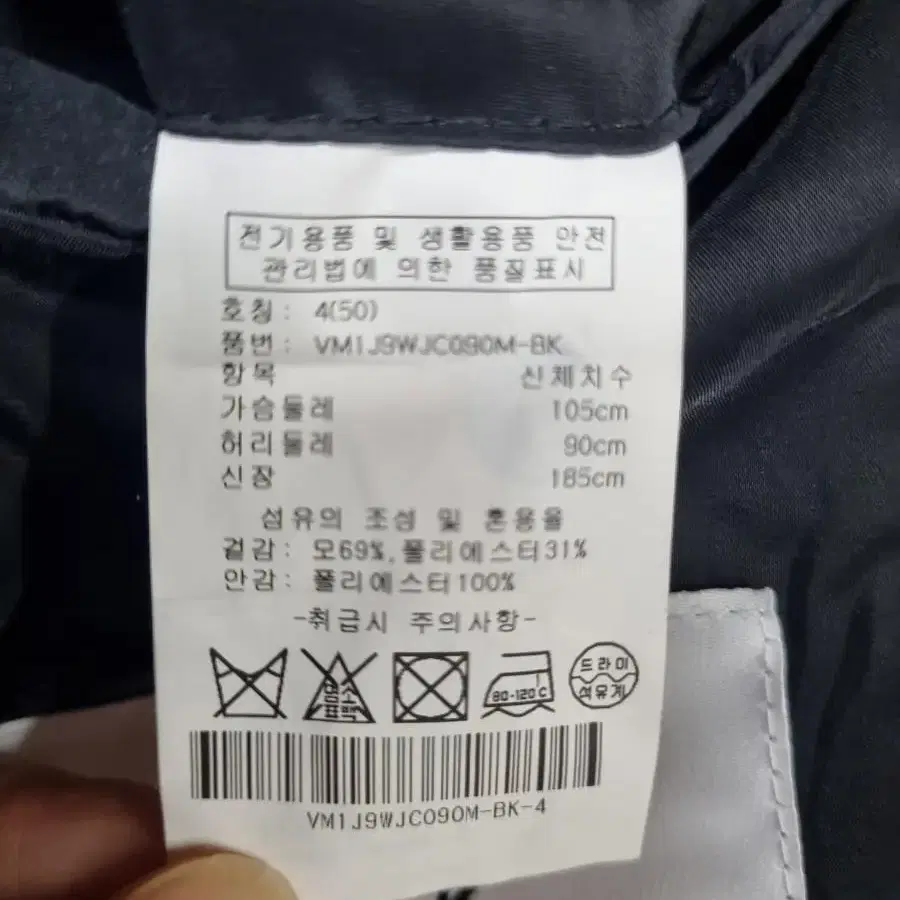 전기용품 및 생활용품 안전
관리법에 의한 품질표시
호칭: 4(50)
품번: VM1J9WJC090M-BK
항목 신체치수
가슴둘레 105cm
허리둘레 90cm
신장 185cm
섬유의 조성 및 혼용율
겉감: 모69%,폴리에스터31%
안감: 폴리에스터100%
-취급시 주의사항-
염소
표백
80-120℃
드라이
석유계
VM1J9WJC090M-BK-4